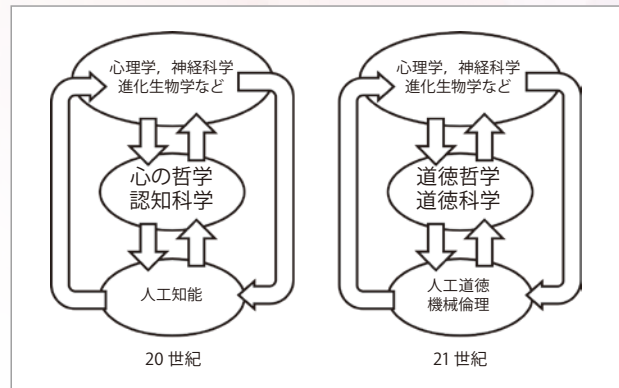 心理学，神経科学
進化生物学など
心の哲学
認知科学
人工知能
20 世紀
心理学，神経科学
進化生物学など
道徳哲学
道徳科学
人工道徳
機械倫理
21 世紀